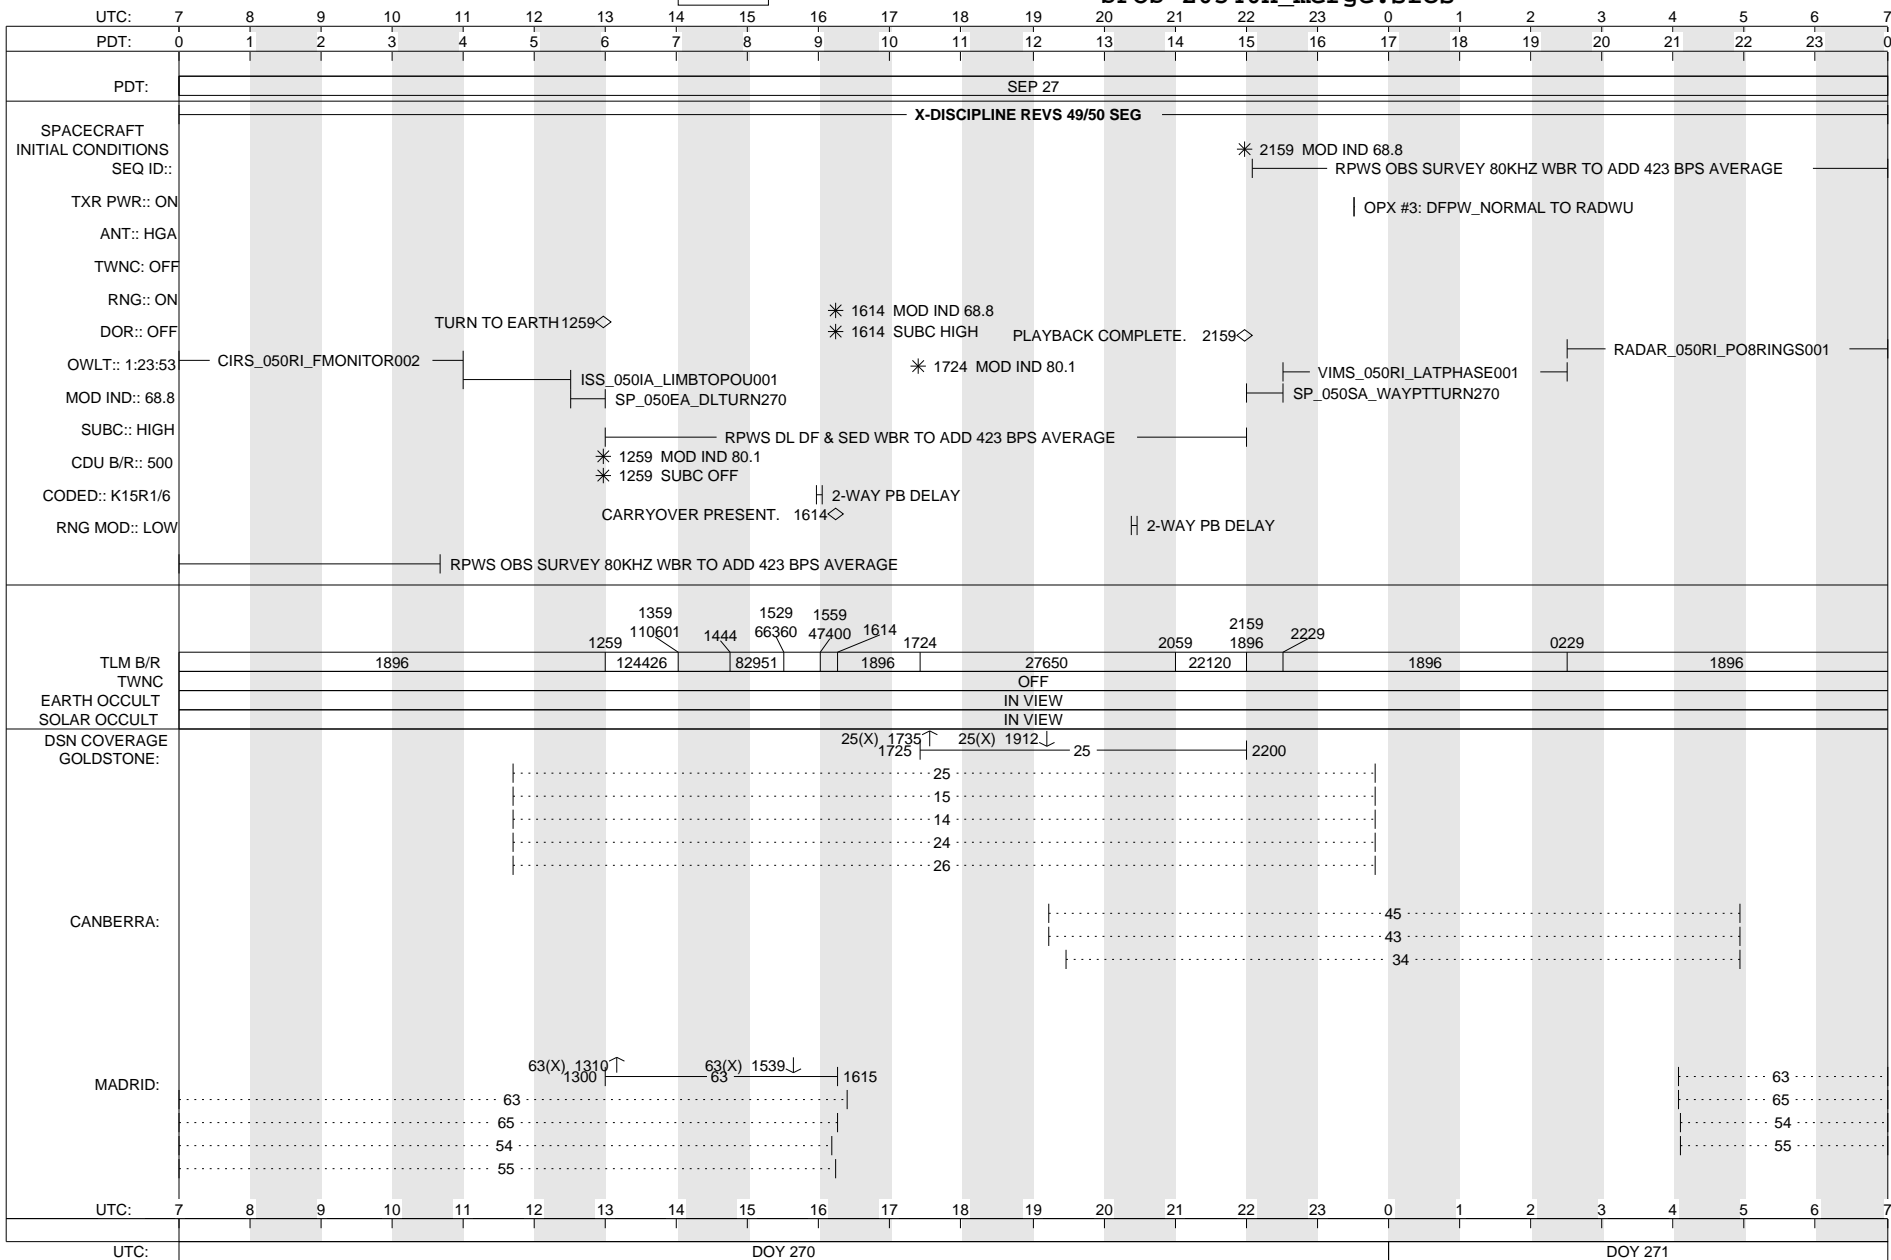 UTC: 7 8 9 10 11 12 13 14 15 16 17 18 19 20 21 22 23 0 1 2 3 4 5 6 7
PDT: 0 1 2 3 4 5 6 7 8 9 10 11 12 13 14 15 16 17 18 19 20 21 22 23 0
PDT: SEP 27
X-DISCIPLINE REVS 49/50 SEG
SPACECRAFT
INITIAL CONDITIONS
SEQ ID::
TXR PWR:: ON
ANT:: HGA
TWNC: OFF
RNG:: ON
DOR:: OFF
OWLT:: 1:23:53
MOD IND:: 68.8
SUBC:: HIGH
CDU B/R:: 500
CODED:: K15R1/6
RNG MOD:: LOW
2159 MOD IND 68.8
RPWS OBS SURVEY 80KHZ WBR TO ADD 423 BPS AVERAGE
OPX #3: DFPW_NORMAL TO RADWU
1614 MOD IND 68.8
TURN TO EARTH 1259
1614 SUBC HIGH
PLAYBACK COMPLETE. 2159
RADAR_050RI_PO8RINGS001
CIRS_050RI_FMONITOR002
1724 MOD IND 80.1
VIMS_050RI_LATPHASE001
ISS_050IA_LIMBTOPOU001
SP_050SA_WAYPTTURN270
SP_050EA_DLTURN270
RPWS DL DF & SED WBR TO ADD 423 BPS AVERAGE
1259 MOD IND 80.1
1259 SUBC OFF
2-WAY PB DELAY
CARRYOVER PRESENT. 1614
2-WAY PB DELAY
RPWS OBS SURVEY 80KHZ WBR TO ADD 423 BPS AVERAGE
1359 1529 1559
110601 66360 47400 1614 2159
1259 1444 1724 2059 1896 2229 0229
TLM B/R 1896 124426 82951 1896 27650 22120 1896 1896
TWNC OFF
EARTH OCCULT IN VIEW
SOLAR OCCULT IN VIEW
DSN COVERAGE
25(X) 1735 25(X) 1912
GOLDSTONE: 1725 25 2200
25
15
14
24
26
CANBERRA: 45
43
34
63(X) 1310 63(X) 1539
MADRID: 1300 63 1615 63
63 65
65 54
54 55
55
UTC: 7 8 9 10 11 12 13 14 15 16 17 18 19 20 21 22 23 0 1 2 3 4 5 6 7
UTC: DOY 270 DOY 271